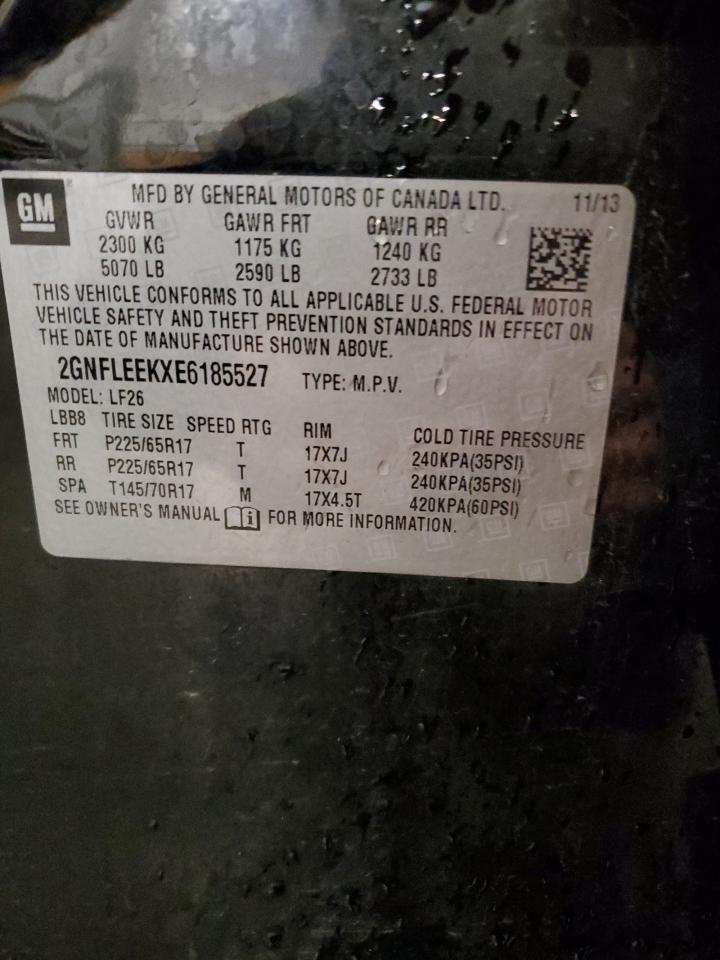 GM
MFD BY GENERAL MOTORS OF CANADA LTD. 11/13
GVWR GAWR FRT GAWR RR
2300 KG 1175 KG 1240 KG
5070 LB 2590 LB 2733 LB
THIS VEHICLE CONFORMS TO ALL APPLICABLE U.S. FEDERAL MOTOR
VEHICLE SAFETY AND THEFT PREVENTION STANDARDS IN EFFECT ON
THE DATE OF MANUFACTURE SHOWN ABOVE.
2GNFLEEKXE6185527 TYPE: M.P.V.
MODEL: LF26
LBB8 TIRE SIZE SPEED RTG RIM COLD TIRE PRESSURE
FRT P225/65R17 T 17X7J 240KPA(35PSI)
RR P225/65R17 T 17X7J 240KPA(35PSI)
SPA T145/70R17 M 17X4.5T 420KPA(60PSI)
SEE OWNER'S MANUAL FOR MORE INFORMATION.